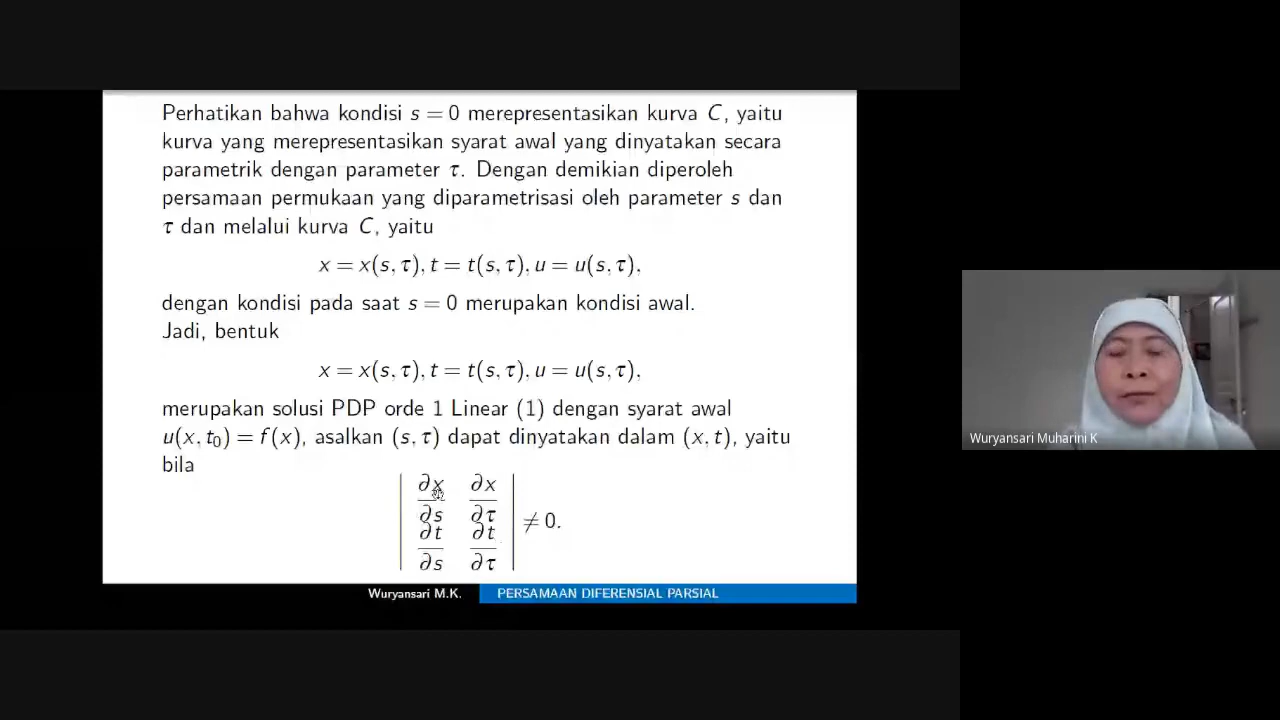 Perhatikan bahwa kondisi s = 0 merepresentasikan kurva C, yaitu
kurva yang merepresentasikan syarat awal yang dinyatakan secara
parametrik dengan parameter τ. Dengan demikian diperoleh
persamaan permukaan yang diparametrisasi oleh parameter s dan
τ dan melalui kurva C, yaitu
x = x(s, τ), t = t(s, τ), u = u(s, τ),
dengan kondisi pada saat s = 0 merupakan kondisi awal.
Jadi, bentuk
x = x(s, τ), t = t(s, τ), u = u(s, τ),
merupakan solusi PDP orde 1 Linear (1) dengan syarat awal
u(x, t₀) = f(x), asalkan (s, τ) dapat dinyatakan dalam (x, t), yaitu
bila
| ∂x/∂s ∂x/∂τ |
| ∂t/∂s ∂t/∂τ | ≠ 0.
Wuryansari M.K. PERSAMAAN DIFERENSIAL PARSIAL
Wuryansari Muharini K